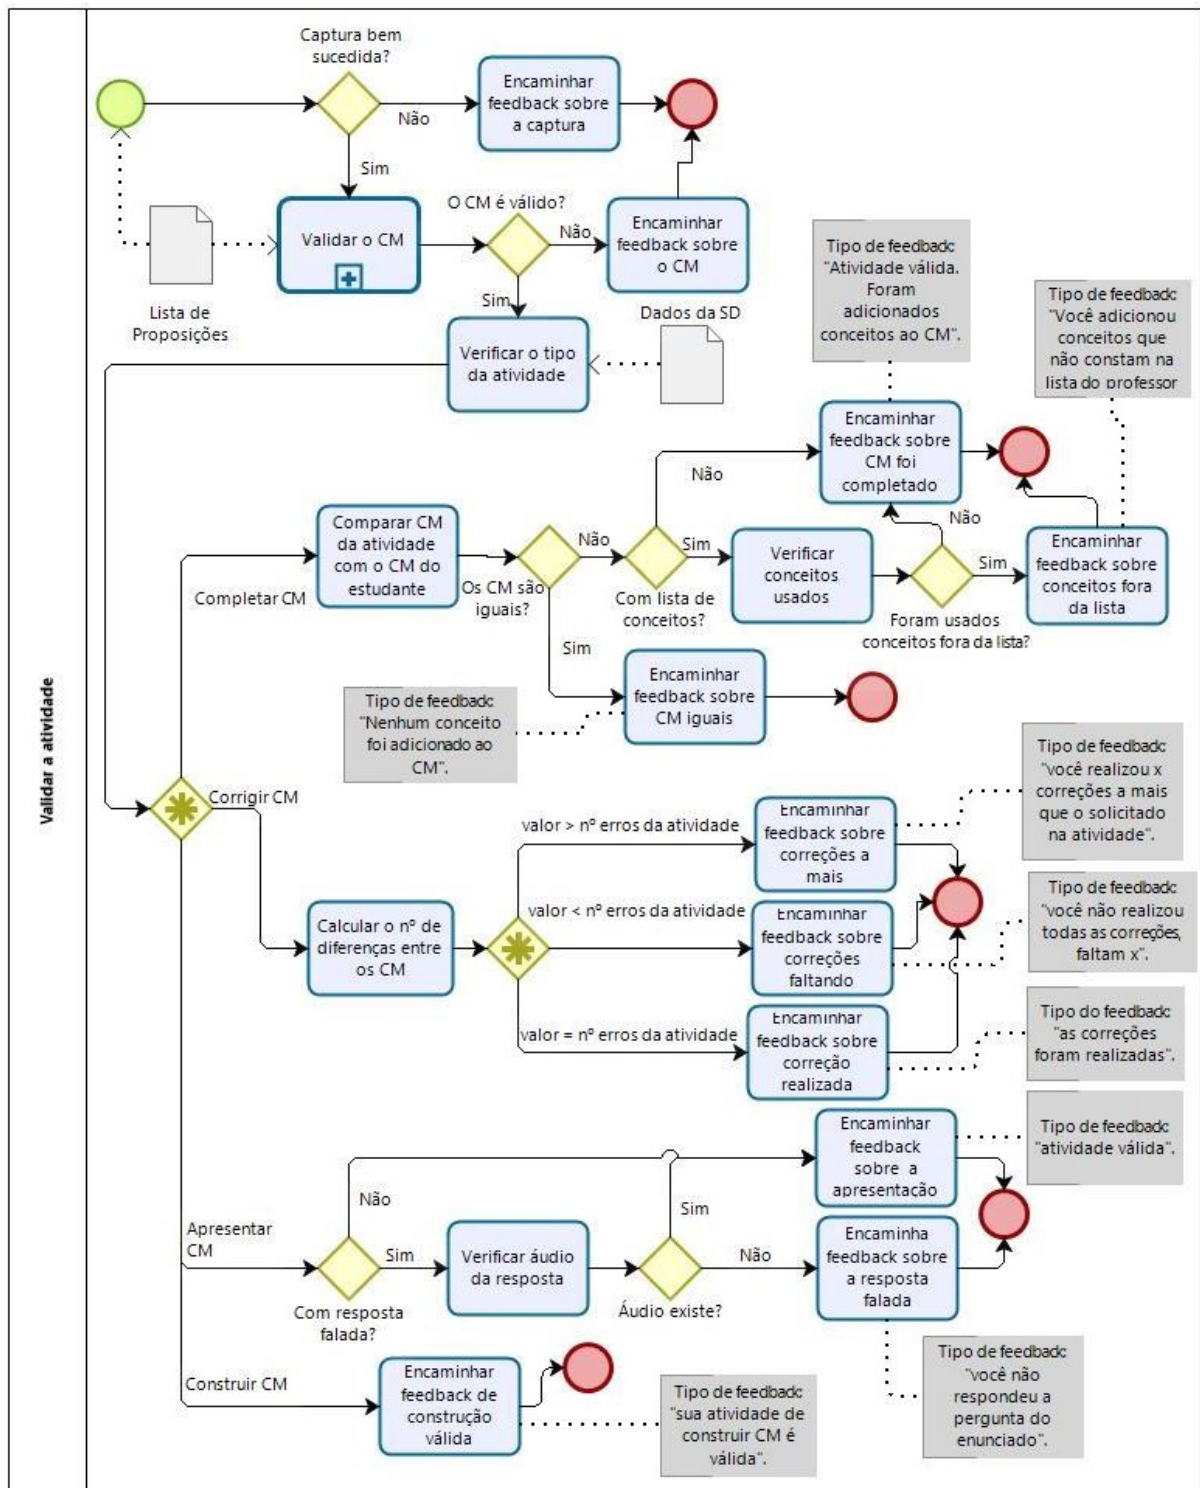 Validar a atividade
Captura bem
sucedida?
Não
Sim
Encaminhar
feedback sobre
a captura
Lista de
Proposições
Validar o CM
O CM é válido?
Não
Sim
Encaminhar
feedback sobre
o CM
Dados da SD
Verificar o tipo
da atividade
Tipo de feedback:
"Atividade válida.
Foram
adicionados
conceitos ao CM".
Tipo de feedback:
"Você adicionou
conceitos que
não constam na
lista do professor
Completar CM
Comparar CM
da atividade
com o CM do
estudante
Os CM são
iguais?
Não
Sim
Com lista de
conceitos?
Não
Sim
Encaminhar
feedback sobre
CM foi
completado
Verificar
conceitos
usados
Foram usados
conceitos fora da lista?
Não
Sim
Encaminhar
feedback sobre
conceitos fora
da lista
Encaminhar
feedback sobre
CM iguais
Tipo de feedback:
"Nenhum conceito
foi adicionado ao
CM".
Corrigir CM
Calcular o nº de
diferenças entre
os CM
valor > nº erros da atividade
Encaminhar
feedback sobre
correções a
mais
Tipo de feedback:
"você realizou x
correções a mais
que o solicitado
na atividade".
valor < nº erros da atividade
Encaminhar
feedback sobre
correções
faltando
Tipo de feedback:
"você não realizou
todas as correções,
faltam x".
valor = nº erros da atividade
Encaminhar
feedback sobre
correção
realizada
Tipo do feedback:
"as correções
foram realizadas".
Apresentar
CM
Com resposta
falada?
Não
Sim
Verificar áudio
da resposta
Áudio existe?
Sim
Não
Encaminhar
feedback
sobre a
apresentação
Tipo de feedback:
"atividade válida".
Encaminha
feedback sobre
a resposta
falada
Tipo de feedback:
"você não
respondeu a
pergunta do
enunciado".
Construir CM
Encaminhar
feedback de
construção
válida
Tipo de feedback:
"sua atividade de
construir CM é
válida".